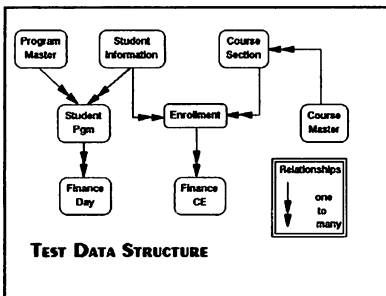 Program
Master
Student
Information
Course
Section
Student
Pgm
Enrollment
Course
Master
Finance
Day
Finance
CE
Relationships
one
to
many
TEST DATA STRUCTURE